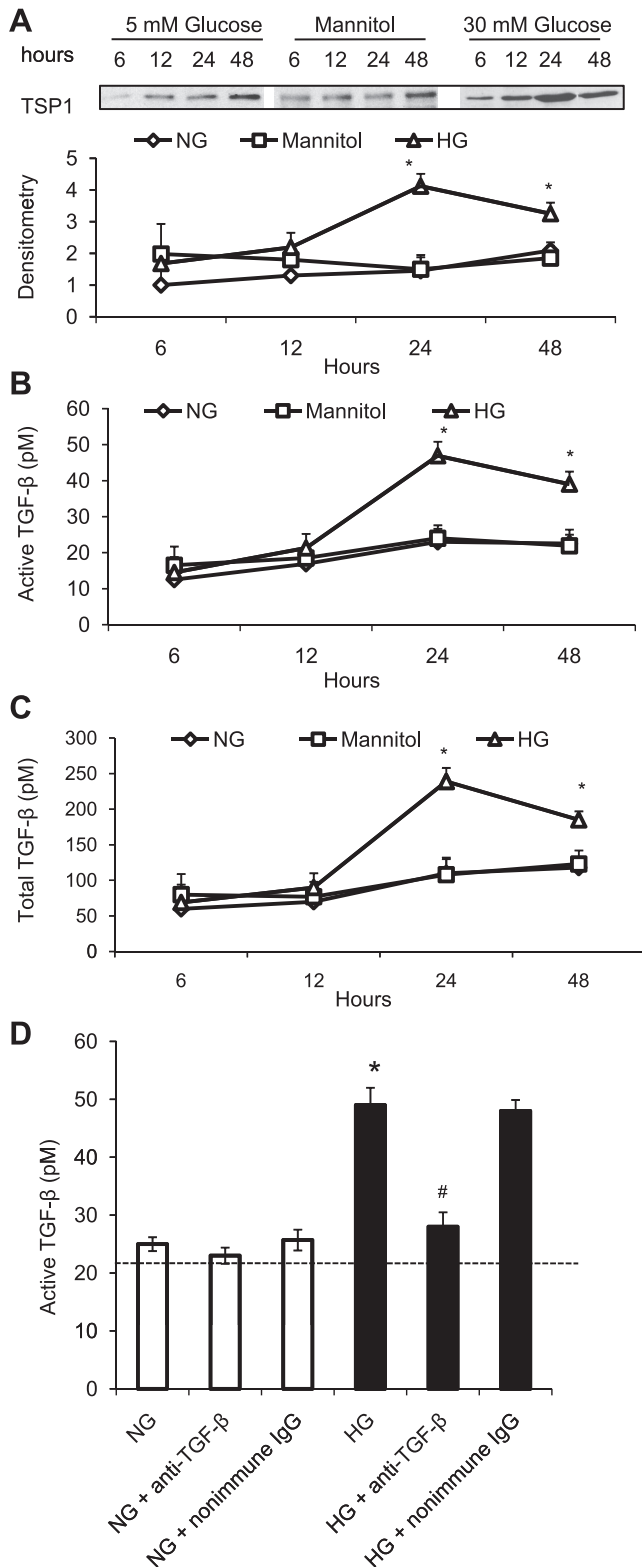 A
5 mM Glucose Mannitol 30 mM Glucose
hours 6 12 24 48 6 12 24 48 6 12 24 48
TSP1
NG Mannitol HG
Densitometry
5
4
3
2
1
0
* *
6 12 24 48
Hours
B
NG Mannitol HG
Active TGF-β (pM)
60
50
40
30
20
10
0
* *
6 12 24 48
Hours
C
NG Mannitol HG
Total TGF-β (pM)
300
250
200
150
100
50
0
* *
6 12 24 48
Hours
D
Active TGF-β (pM)
60
50
40
30
20
10
0
*
#
NG
NG + anti-TGF-β
NG + nonimmune IgG
HG
HG + anti-TGF-β
HG + nonimmune IgG